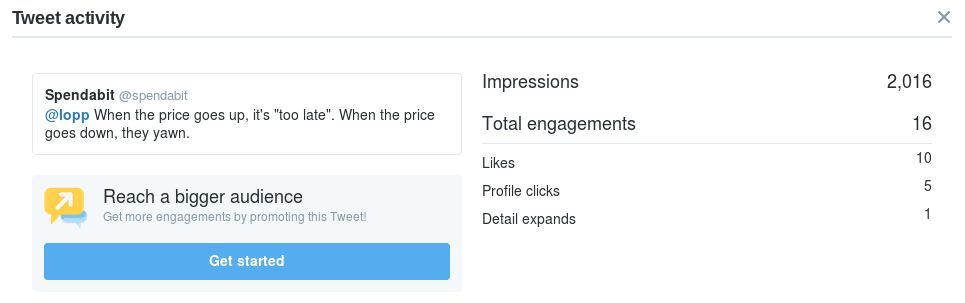 Tweet activity
Spendabit @spendabit
@lopp When the price goes up, it's "too late". When the price
goes down, they yawn.
Reach a bigger audience
Get more engagements by promoting this Tweet!
Get started
Impressions 2,016
Total engagements 16
Likes 10
Profile clicks 5
Detail expands 1